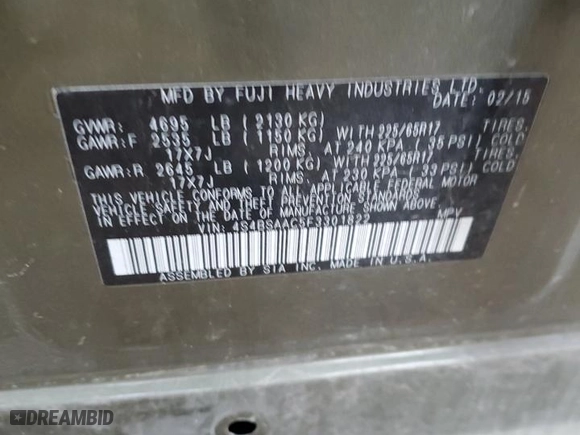 MFD BY FUJI HEAVY INDUSTRIES LTD.
DATE: 02/15
GVWR: 4695 LB (2130 KG)
GAWR:F 2535 LB (1150 KG) WITH 225/65R17 TIRES,
17X7J RIMS, AT 240 KPA (35 PSI) COLD
GAWR:R 2645 LB (1200 KG) WITH 225/65R17 TIRES,
17X7J RIMS, AT 230 KPA (33 PSI) COLD
THIS VEHICLE CONFORMS TO ALL APPLICABLE FEDERAL MOTOR
VEHICLE SAFETY AND THEFT PREVENTION STANDARDS
IN EFFECT ON THE DATE OF MANUFACTURE SHOWN ABOVE
VIN: MPV
ASSEMBLED BY SIA INC. MADE IN U.S.A.
DREAMBID